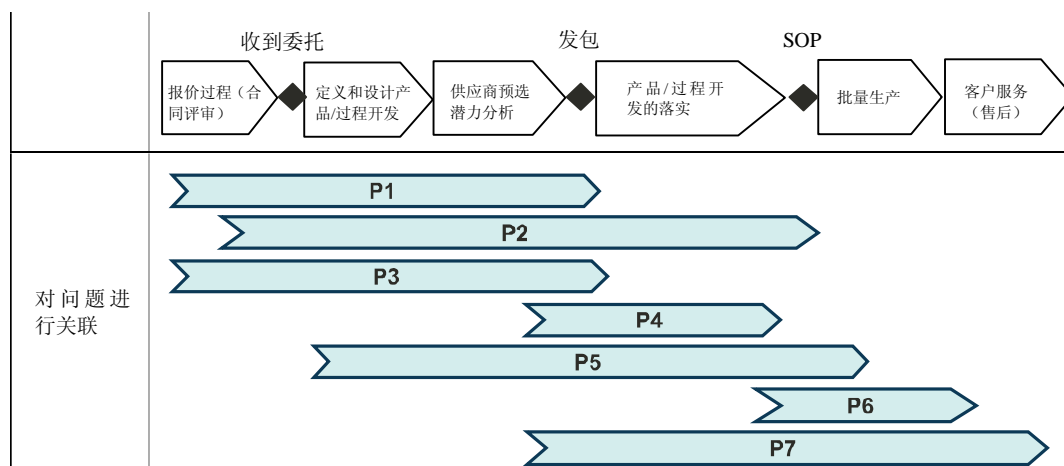 收到委托
发包
SOP
报价过程（合
同评审）
定义和设计产
品/过程开发
供应商预选
潜力分析
产品/过程开
发的落实
批量生产
客户服务
（售后）
对问题进
行关联
P1
P2
P3
P4
P5
P6
P7